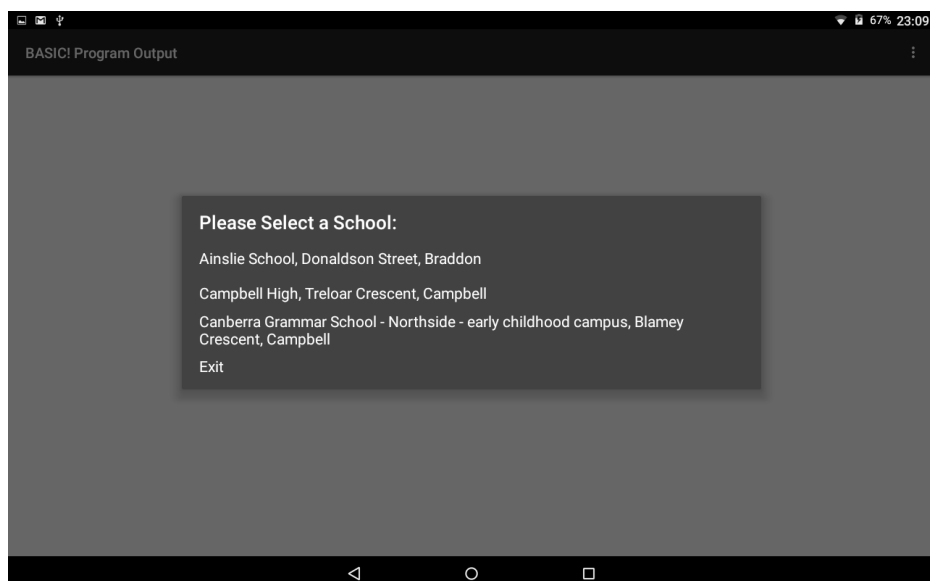 67% 23:09
BASIC! Program Output
Please Select a School:
Ainslie School, Donaldson Street, Braddon
Campbell High, Treloar Crescent, Campbell
Canberra Grammar School - Northside - early childhood campus, Blamey
Crescent, Campbell
Exit